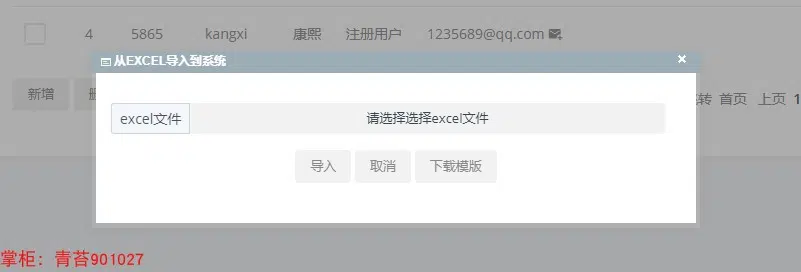 4 5865 kangxi 康熙 注册用户 1235689@qq.com
从EXCEL导入到系统
新增
转 首页 上页 1
excel文件 请选择选择excel文件
导入 取消 下载模版
掌柜：青苔901027